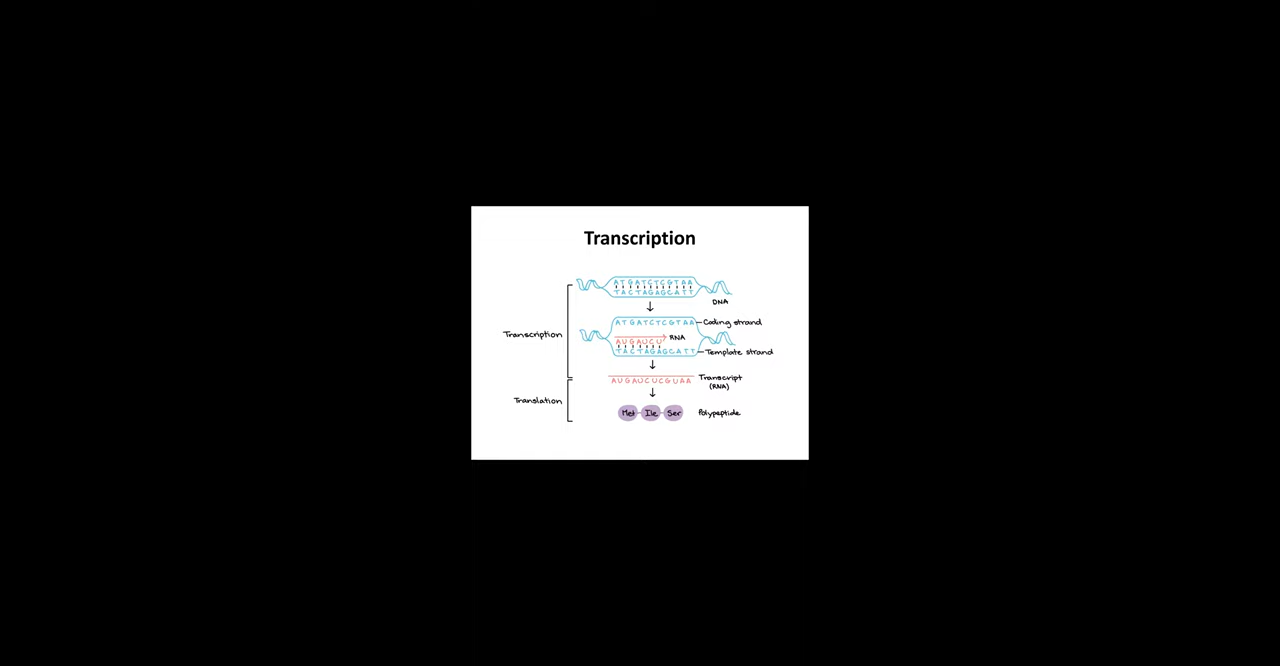 Transcription
ATGATCTCGTAA
TACTAGAGCATT
DNA
ATGATCTCGTAA Coding strand
Transcription
RNA
AUGAUCU
TACTAGAGCATT Template strand
AUGAUCUCGUAA Transcript
(RNA)
Translation
Met Ile Ser Polypeptide